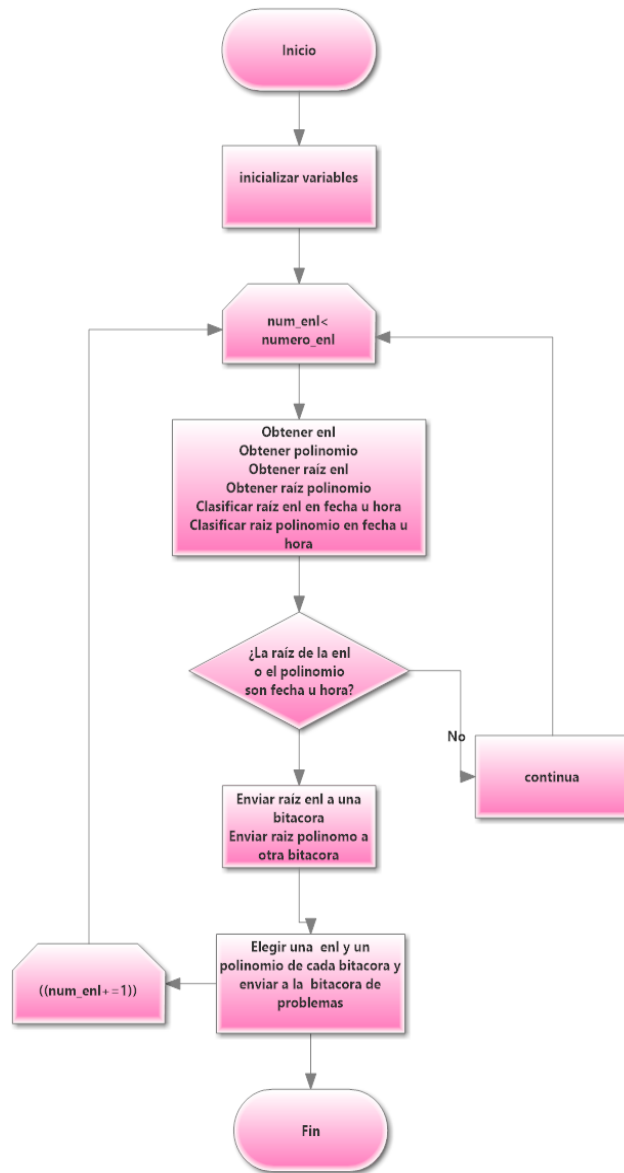 Inicio
inicializar variables
num_enl<
numero_enl
Obtener enl
Obtener polinomio
Obtener raíz enl
Obtener raíz polinomio
Clasificar raíz enl en fecha u hora
Clasificar raiz polinomio en fecha u
hora
¿La raíz de la enl
o el polinomio
son fecha u hora?
No
continua
Enviar raíz enl a una
bitacora
Enviar raíz polinomo a
otra bitacora
Elegir una enl y un
polinomio de cada bitacora y
enviar a la bitacora de
problemas
((num_enl+=1))
Fin